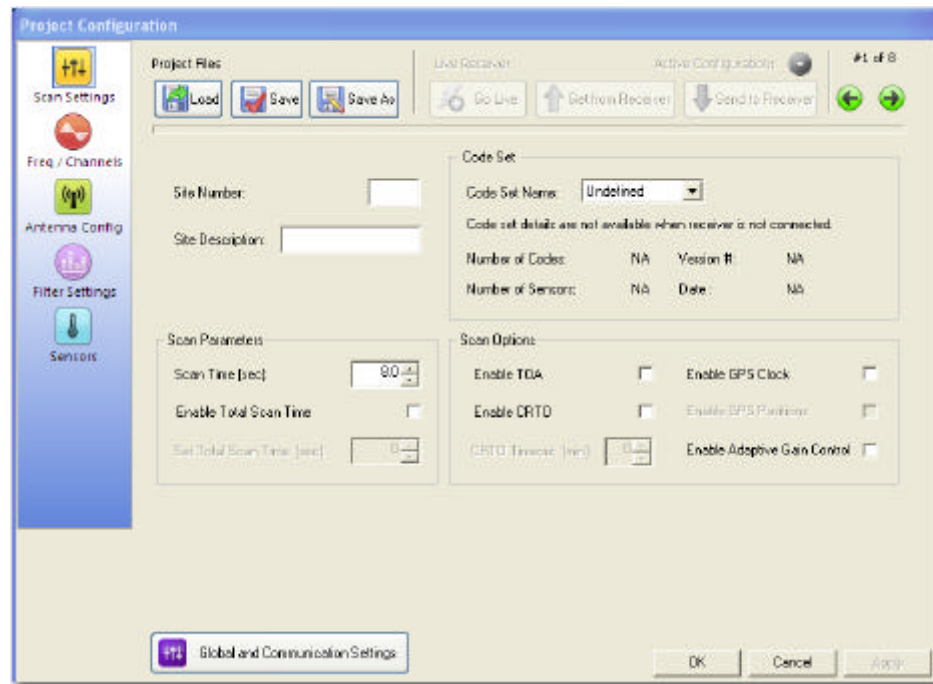 Project Configuration
Scan Settings
Freq / Channels
Antenna Config
Filter Settings
Sensors
Project Files
Load
Save
Save As
Live Receiver
Go Live
Get from Receiver
Active Configuration
Send to Receiver
#1 of 8
Site Number:
Site Description:
Code Set
Code Set Name: Undefined
Code set details are not available when receiver is not connected.
Number of Codes: NA Version #: NA
Number of Sensors: NA Date: NA
Scan Parameters
Scan Time [sec] 8.0
Enable Total Scan Time
Set Total Scan Time [sec] 0
Scan Options
Enable TOA
Enable GPS Clock
Enable CRTO
Enable GPS Positions
CRTO Timeout (min) 0
Enable Adaptive Gain Control
Global and Communication Settings
OK
Cancel
Apply